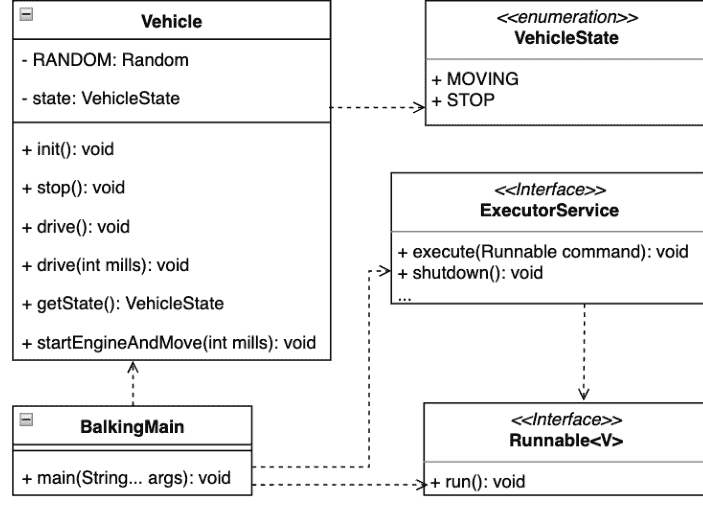 Vehicle
- RANDOM: Random
- state: VehicleState
+ init(): void
+ stop(): void
+ drive(): void
+ drive(int mills): void
+ getState(): VehicleState
+ startEngineAndMove(int mills): void
<<enumeration>>
VehicleState
+ MOVING
+ STOP
<<Interface>>
ExecutorService
+ execute(Runnable command): void
+ shutdown(): void
...
BalkingMain
+ main(String... args): void
<<Interface>>
Runnable<V>
+ run(): void